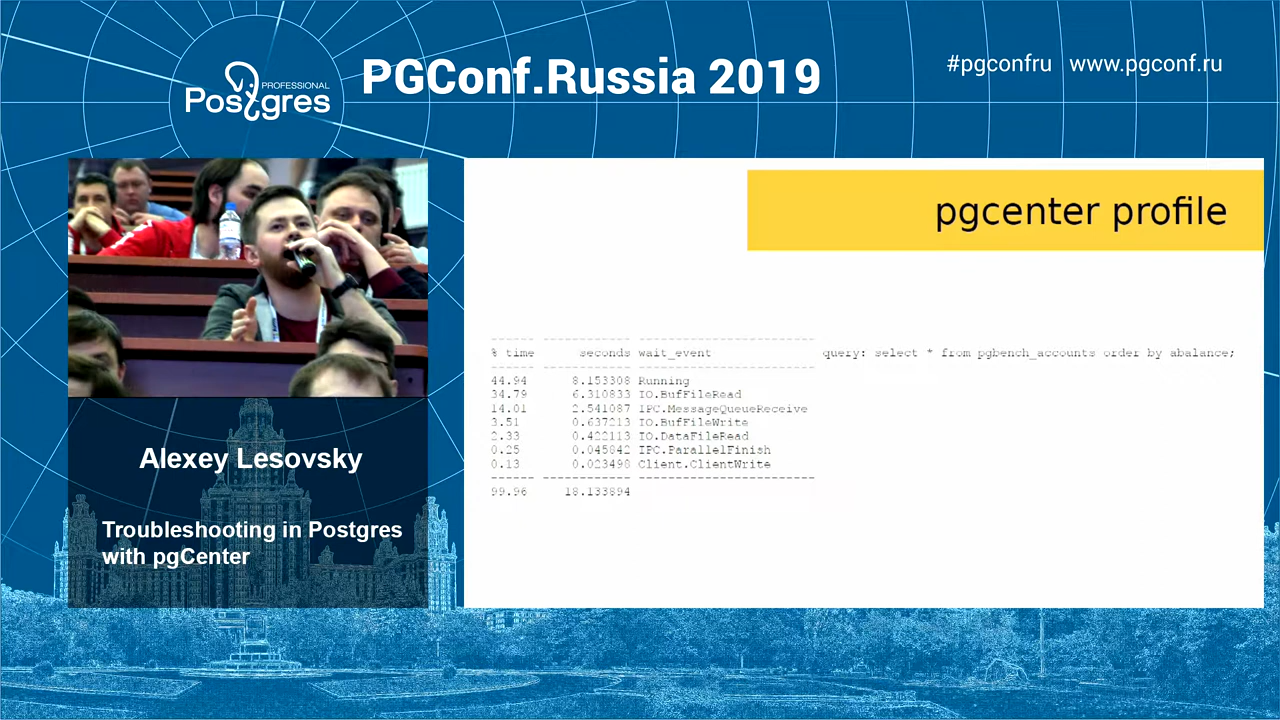 PROFESSIONAL
Postgres
PGConf.Russia 2019
#pgconfru www.pgconf.ru
pgcenter profile
% time seconds wait_event query: select * from pgbench_accounts order by abalance;
44.94 8.153308 Running
34.79 6.310833 IO.BufFileRead
14.01 2.541087 IPC.MessageQueueReceive
3.51 0.637213 IO.BufFileWrite
2.33 0.422113 IO.DataFileRead
0.25 0.045842 IPC.ParallelFinish
0.13 0.023498 Client.ClientWrite
99.96 18.133894
Alexey Lesovsky
Troubleshooting in Postgres
with pgCenter